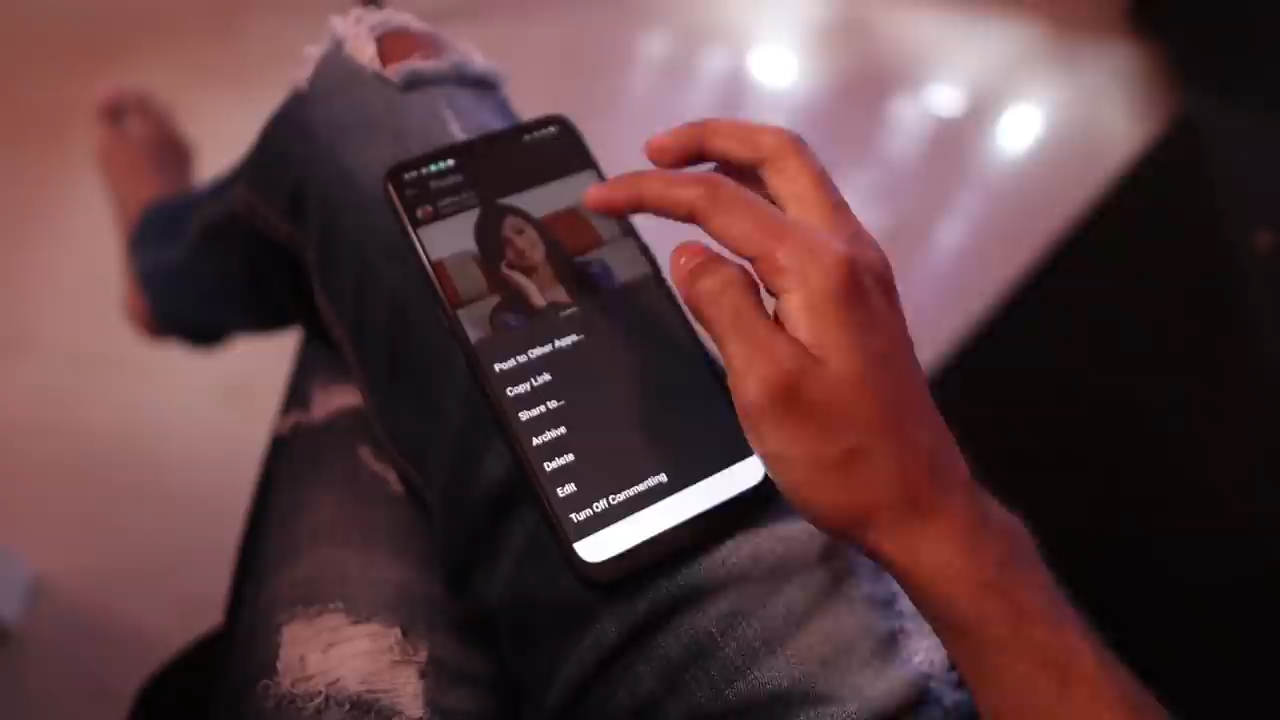 Post to Other Apps...
Copy Link
Share to...
Archive
Delete
Edit
Turn Off Commenting